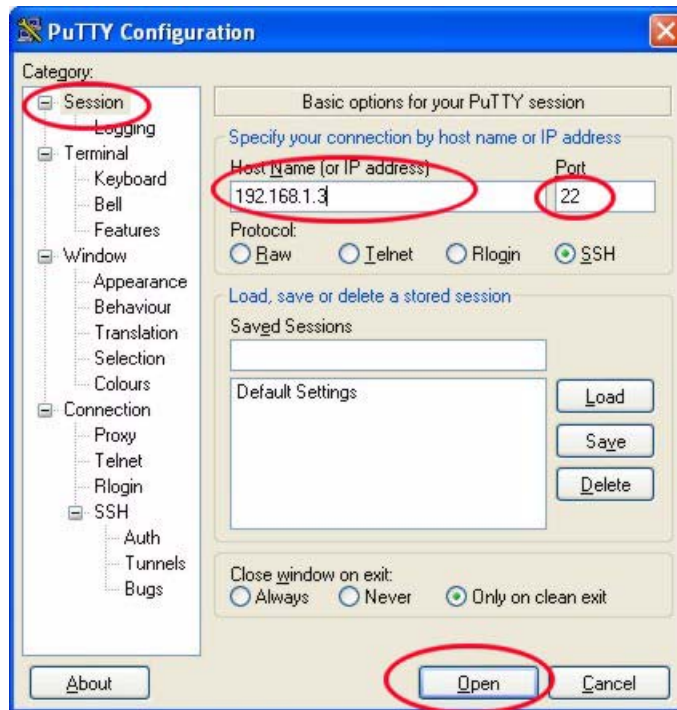 PuTTY Configuration
Category:
Session
Logging
Terminal
Keyboard
Bell
Features
Window
Appearance
Behaviour
Translation
Selection
Colours
Connection
Proxy
Telnet
Rlogin
SSH
Auth
Tunnels
Bugs
Basic options for your PuTTY session
Specify your connection by host name or IP address
Host Name (or IP address) Port
192.168.1.3 22
Protocol:
Raw Telnet Rlogin SSH
Load, save or delete a stored session
Saved Sessions
Default Settings
Load
Save
Delete
Close window on exit:
Always Never Only on clean exit
About Open Cancel